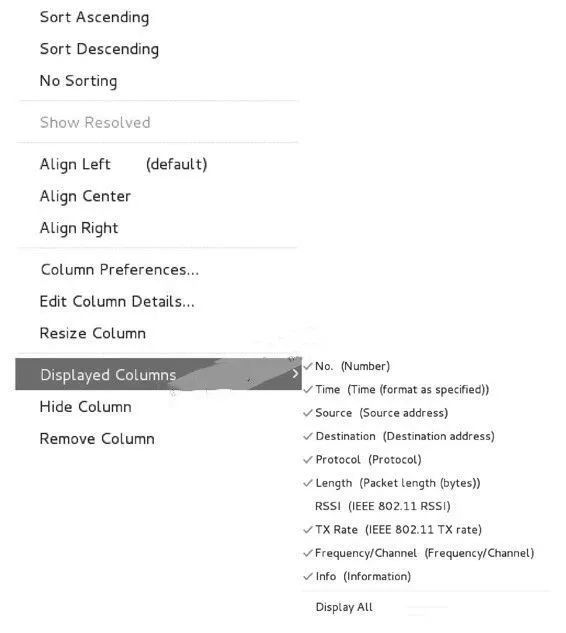 Sort Ascending
Sort Descending
No Sorting
Show Resolved
Align Left (default)
Align Center
Align Right
Column Preferences...
Edit Column Details...
Resize Column
Displayed Columns
Hide Column
Remove Column
No. (Number)
Time (Time (format as specified))
Source (Source address)
Destination (Destination address)
Protocol (Protocol)
Length (Packet length (bytes))
RSSI (IEEE 802.11 RSSI)
TX Rate (IEEE 802.11 TX rate)
Frequency/Channel (Frequency/Channel)
Info (Information)
Display All